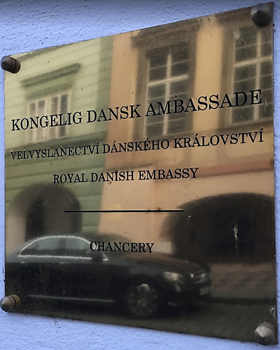 KONGELIG DANSK AMBASSADE
VELVYSLANECTVÍ DÁNSKÉHO KRÁLOVSTVÍ
ROYAL DANISH EMBASSY
CHANCERY